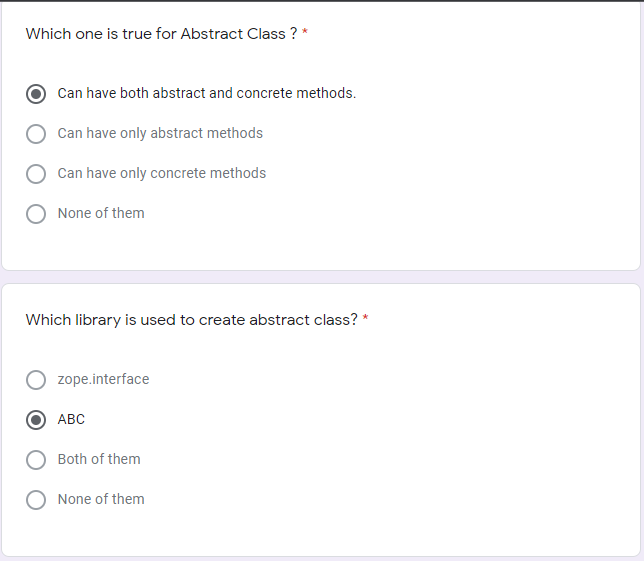 Which one is true for Abstract Class ? *
Can have both abstract and concrete methods.
Can have only abstract methods
Can have only concrete methods
None of them
Which library is used to create abstract class? *
zope.interface
ABC
Both of them
None of them